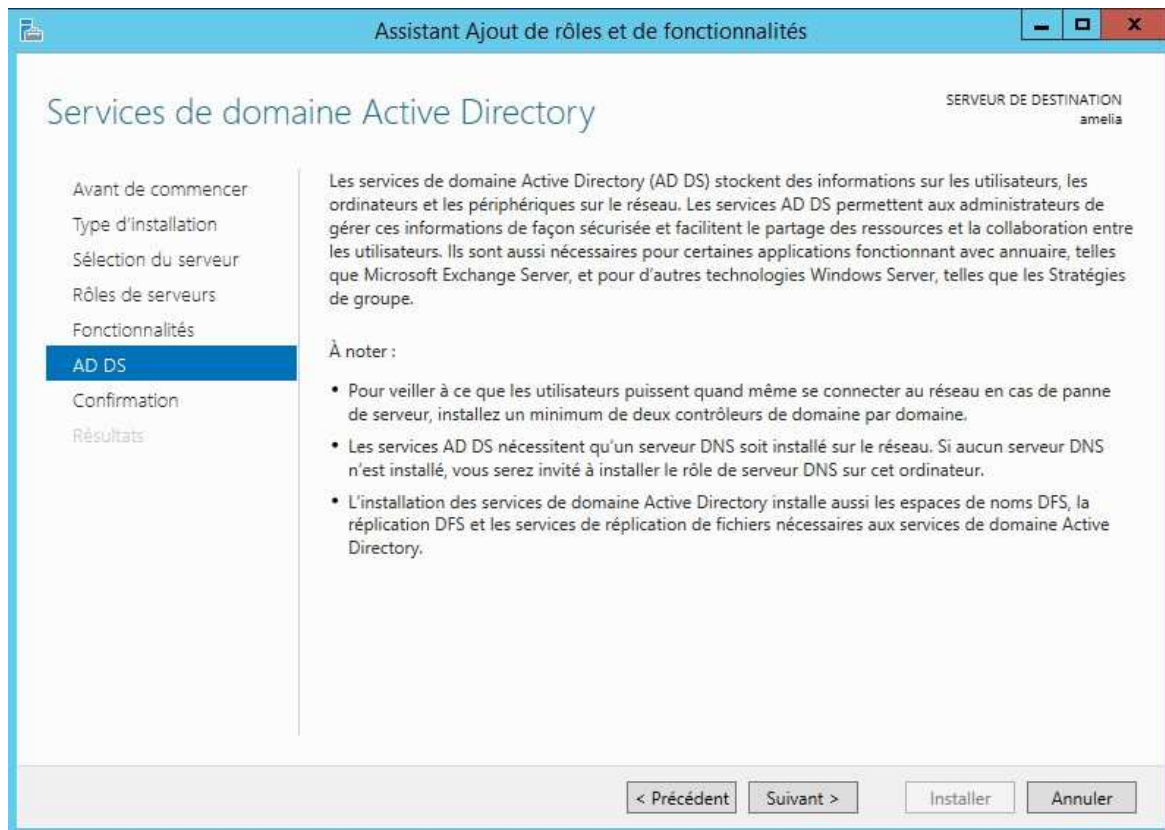 Assistant Ajout de rôles et de fonctionnalités
Services de domaine Active Directory
SERVEUR DE DESTINATION
amelia
Avant de commencer
Type d'installation
Sélection du serveur
Rôles de serveurs
Fonctionnalités
AD DS
Confirmation
Résultats
Les services de domaine Active Directory (AD DS) stockent des informations sur les utilisateurs, les
ordinateurs et les périphériques sur le réseau. Les services AD DS permettent aux administrateurs de
gérer ces informations de façon sécurisée et facilitent le partage des ressources et la collaboration entre
les utilisateurs. Ils sont aussi nécessaires pour certaines applications fonctionnant avec annuaire, telles
que Microsoft Exchange Server, et pour d'autres technologies Windows Server, telles que les Stratégies
de groupe.
À noter :
• Pour veiller à ce que les utilisateurs puissent quand même se connecter au réseau en cas de panne
de serveur, installez un minimum de deux contrôleurs de domaine par domaine.
• Les services AD DS nécessitent qu'un serveur DNS soit installé sur le réseau. Si aucun serveur DNS
n'est installé, vous serez invité à installer le rôle de serveur DNS sur cet ordinateur.
• L'installation des services de domaine Active Directory installe aussi les espaces de noms DFS, la
réplication DFS et les services de réplication de fichiers nécessaires aux services de domaine Active
Directory.
< Précédent
Suivant >
Installer
Annuler